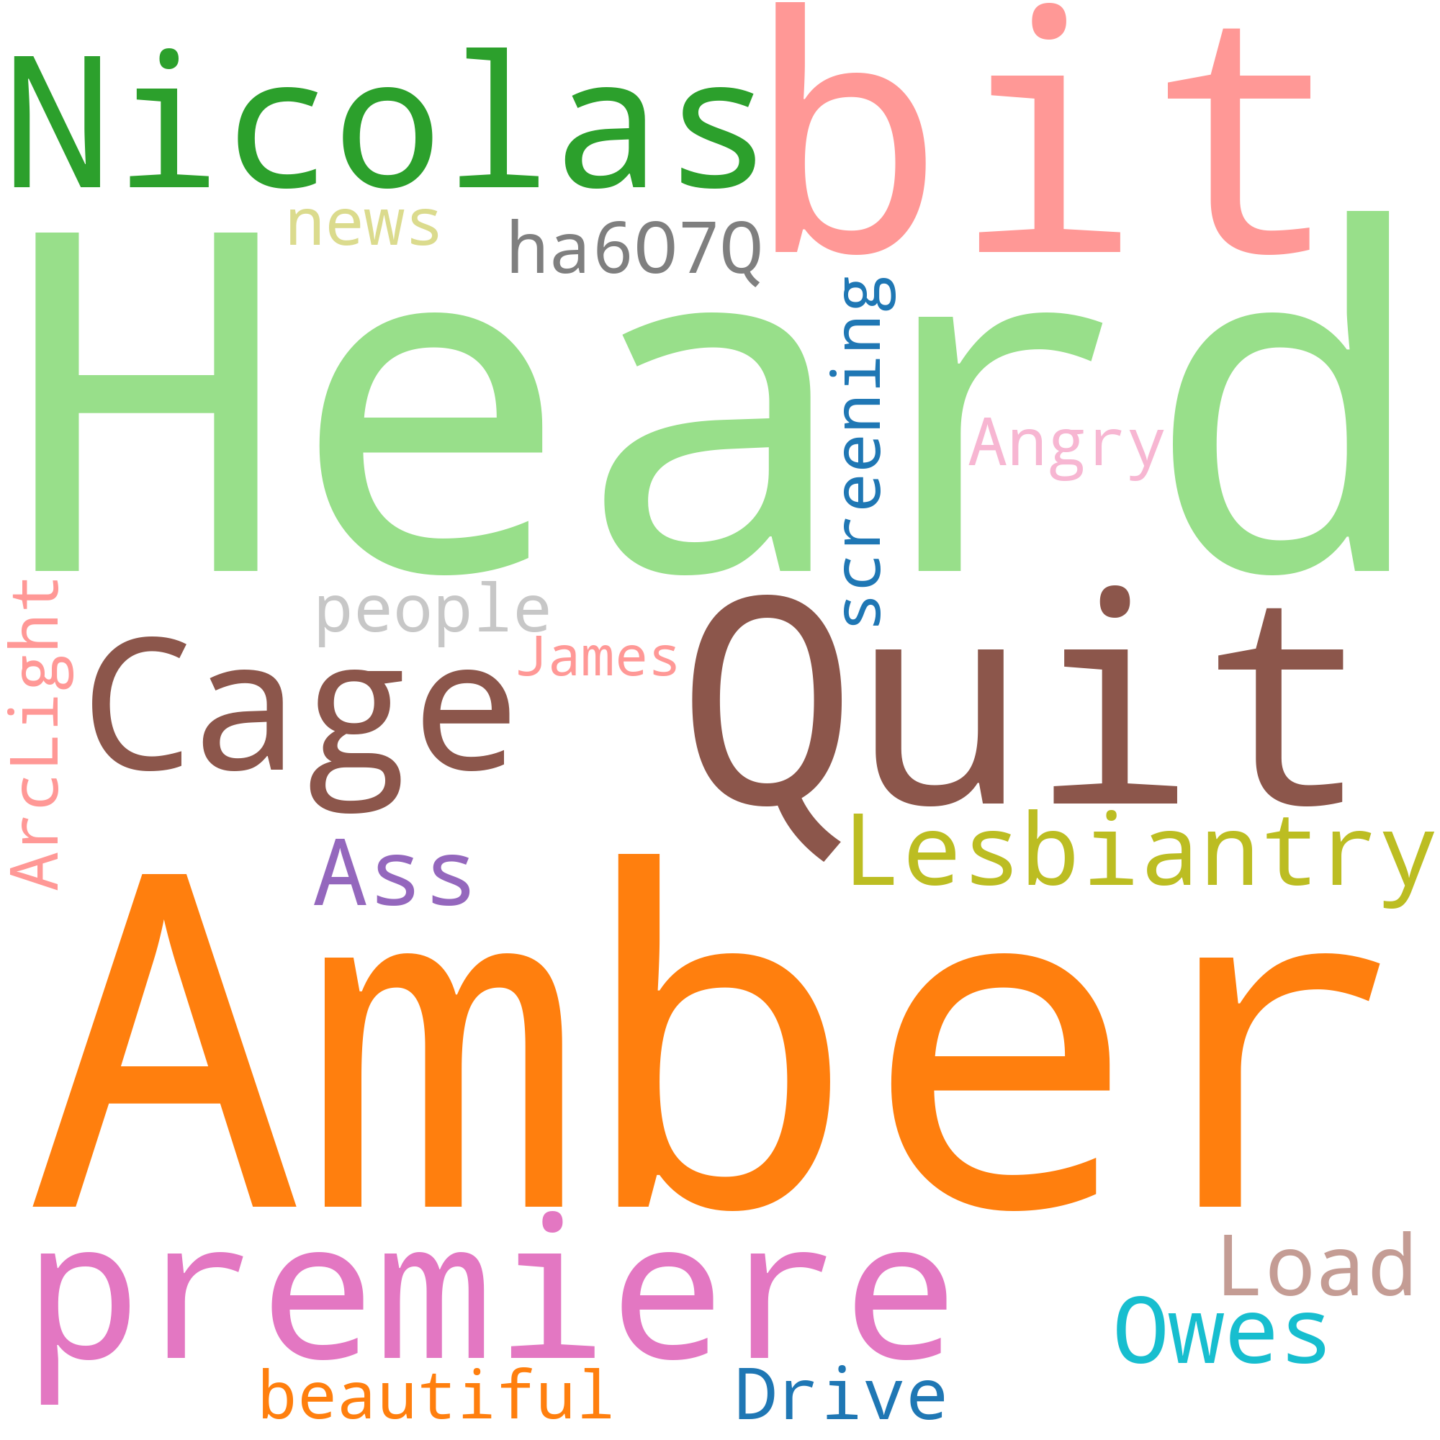 Nicolas
bit
news
ha6O7Q
Heard
screening
Angry
ArcLight
people
James
Cage
Quit
Ass
Lesbiantry
Amber
premiere
Load
Owes
beautiful
Drive